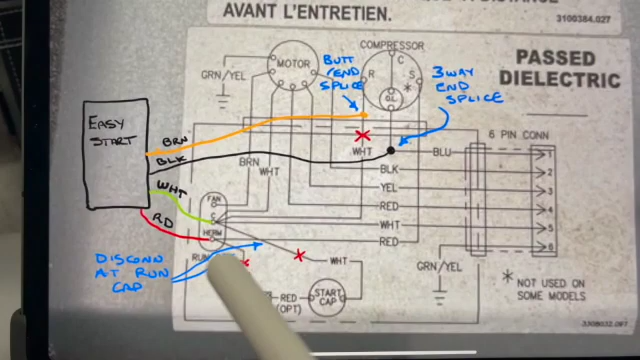 AVANT L'ENTRETIEN.
3100384.027
PASSED
DIELECTRIC
COMPRESSOR
MOTOR
GRN/YEL
C
R
S
*
OL
BUTT
/END
SPLICE
3WAY
END
SPLICE
EASY
START
BRN
BLK
WHT
RD
6 PIN CONN
WHT
BLU
1
BLK
2
YEL
3
RED
4
WHT
5
RED
6
BRN
WHT
FAN
C
HERM
RUN
DISCONN
AT RUN
CAP
WHT
GRN/YEL
* NOT USED ON
SOME MODELS
RED
(OPT)
START
CAP